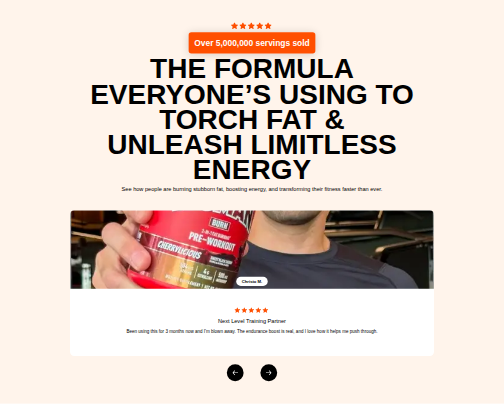 Over 5,000,000 servings sold
THE FORMULA
EVERYONE’S USING TO
TORCH FAT &
UNLEASH LIMITLESS
ENERGY
See how people are burning stubborn fat, boosting energy, and transforming their fitness faster than ever.
BURN
PRE-WORKOUT
CHERRYLICIOUS
Christa M.
Next Level Training Partner
Been using this for 3 months now and I'm blown away. The endurance boost is real, and I love how it helps me push through.